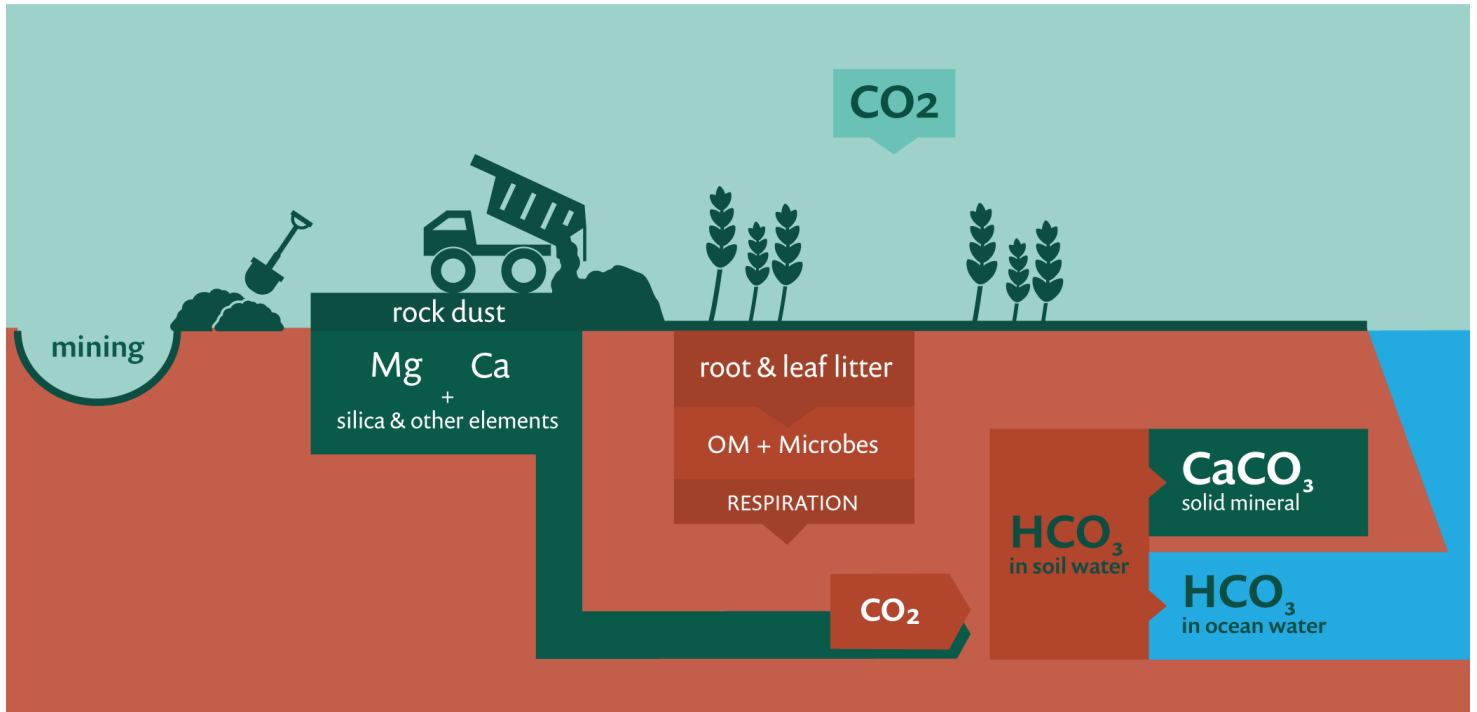 CO2
mining
rock dust
Mg Ca
+
silica & other elements
root & leaf litter
OM + Microbes
RESPIRATION
CO₂
HCO₃
in soil water
CaCO₃
solid mineral
HCO₃
in ocean water